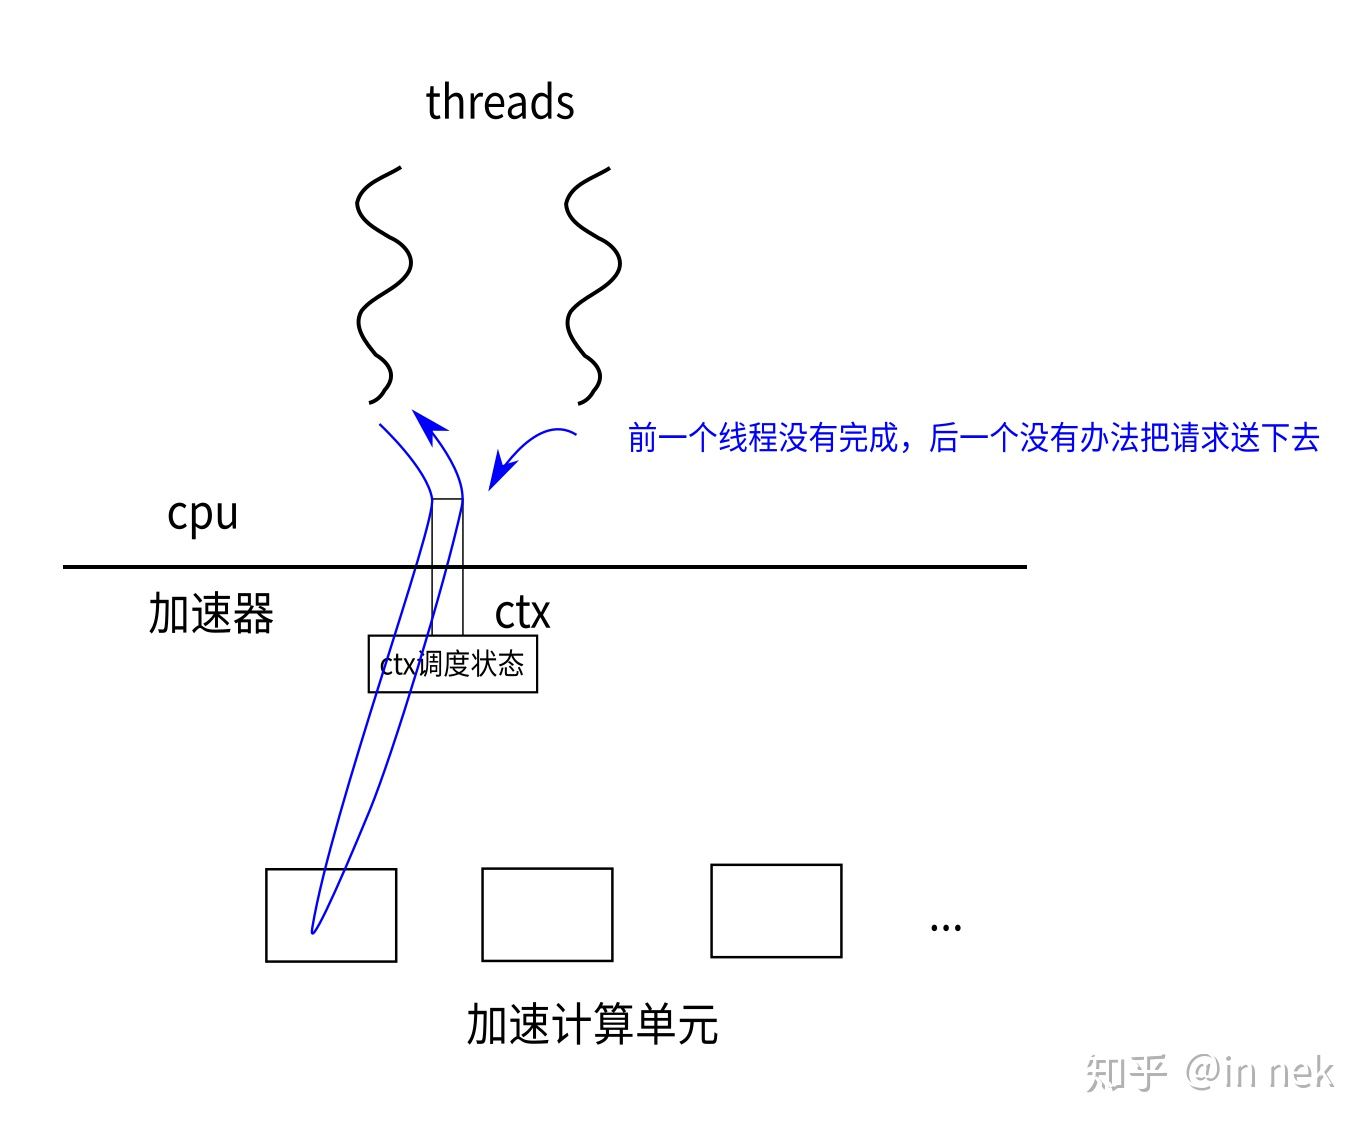 threads
前一个线程没有完成，后一个没有办法把请求送下去
cpu
加速器
ctx
ctx调度状态
...
加速计算单元
知乎 @in nek